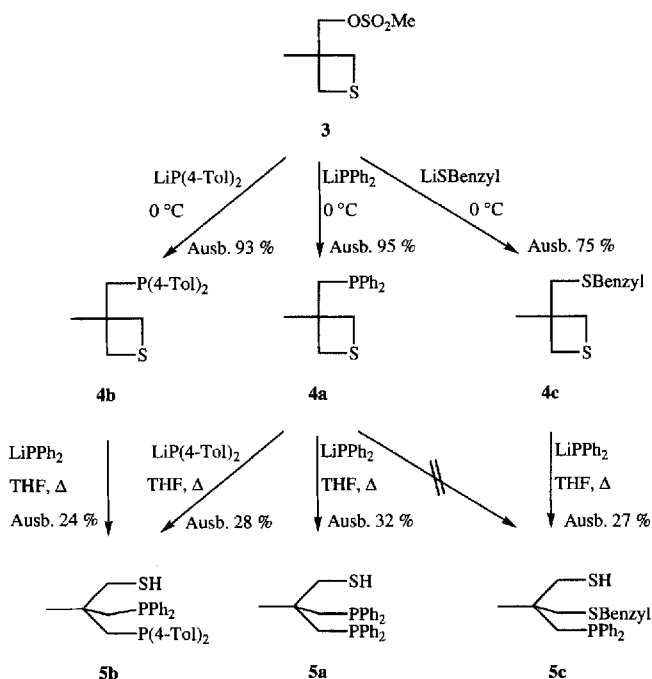 OSO2Me
S
3
LiP(4-Tol)2 LiPPh2 LiSBenzyl
0 °C 0 °C 0 °C
Ausb. 93 % Ausb. 95 % Ausb. 75 %
P(4-Tol)2 PPh2 SBenzyl
S S S
4b 4a 4c
LiPPh2 LiP(4-Tol)2 LiPPh2 LiPPh2
THF, Δ THF, Δ THF, Δ THF, Δ
Ausb. 24 % Ausb. 28 % Ausb. 32 % Ausb. 27 %
SH SH SH
PPh2 PPh2 SBenzyl
P(4-Tol)2 PPh2 PPh2
5b 5a 5c